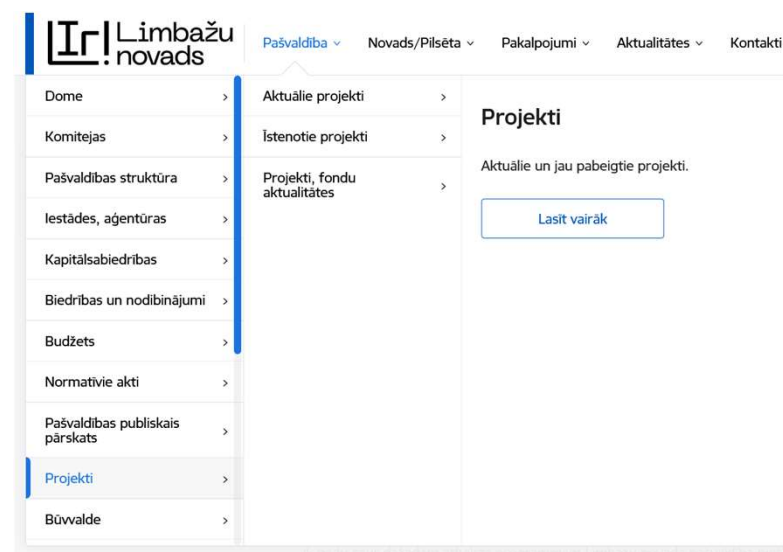 Ir! Limbažu
novads
Pašvaldība
Novads/Pilsēta
Pakalpojumi
Aktualitātes
Kontakti
Dome
Komitejas
Pašvaldības struktūra
Iestādes, aģentūras
Kapitālsabiedrības
Biedrības un nodibinājumi
Budžets
Normatīvie akti
Pašvaldības publiskais
pārskats
Projekti
Būvvalde
Aktuālie projekti
Īstenotie projekti
Projekti, fondu
aktualitātes
Projekti
Aktuālie un jau pabeigtie projekti.
Lasīt vairāk